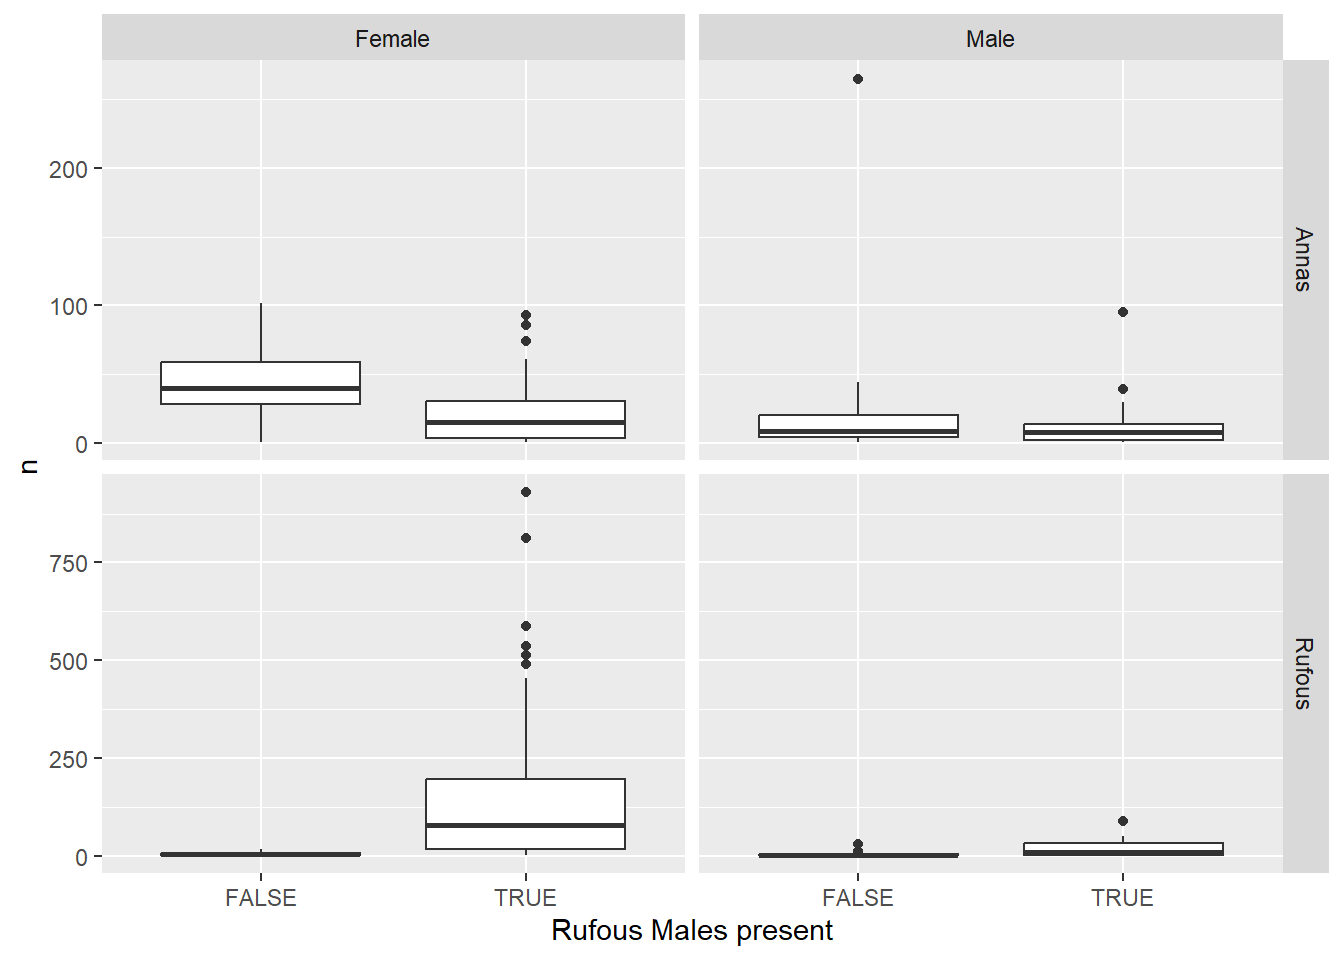 Female
Male
200
100
0
Annas
n
750
500
250
0
Rufous
FALSE
TRUE
FALSE
TRUE
Rufous Males present